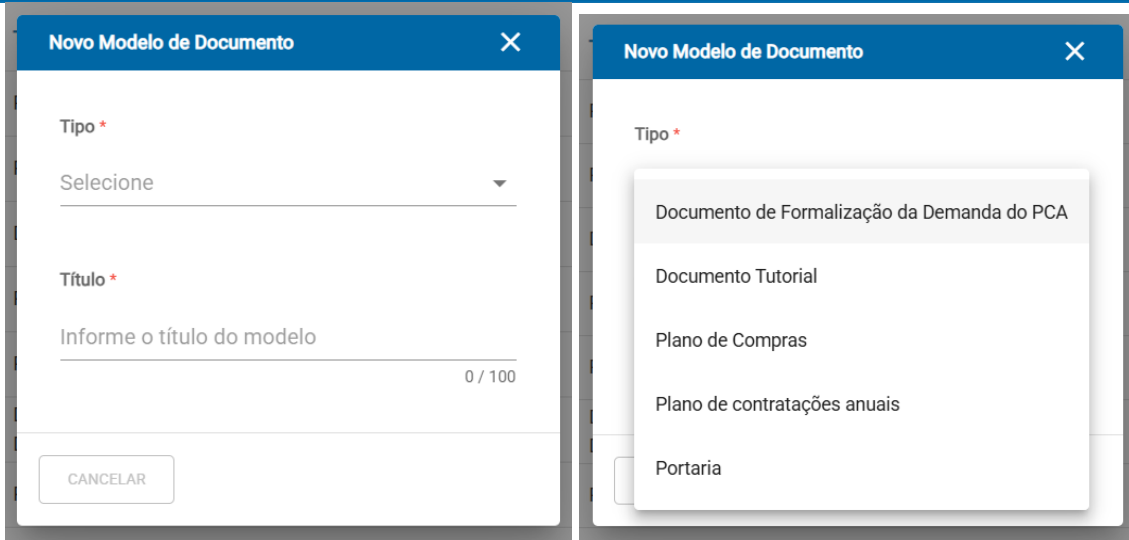 Novo Modelo de Documento
Tipo *
Selecione
Título *
Informe o título do modelo
0 / 100
CANCELAR
Novo Modelo de Documento
Tipo *
Documento de Formalização da Demanda do PCA
Documento Tutorial
Plano de Compras
Plano de contratações anuais
Portaria